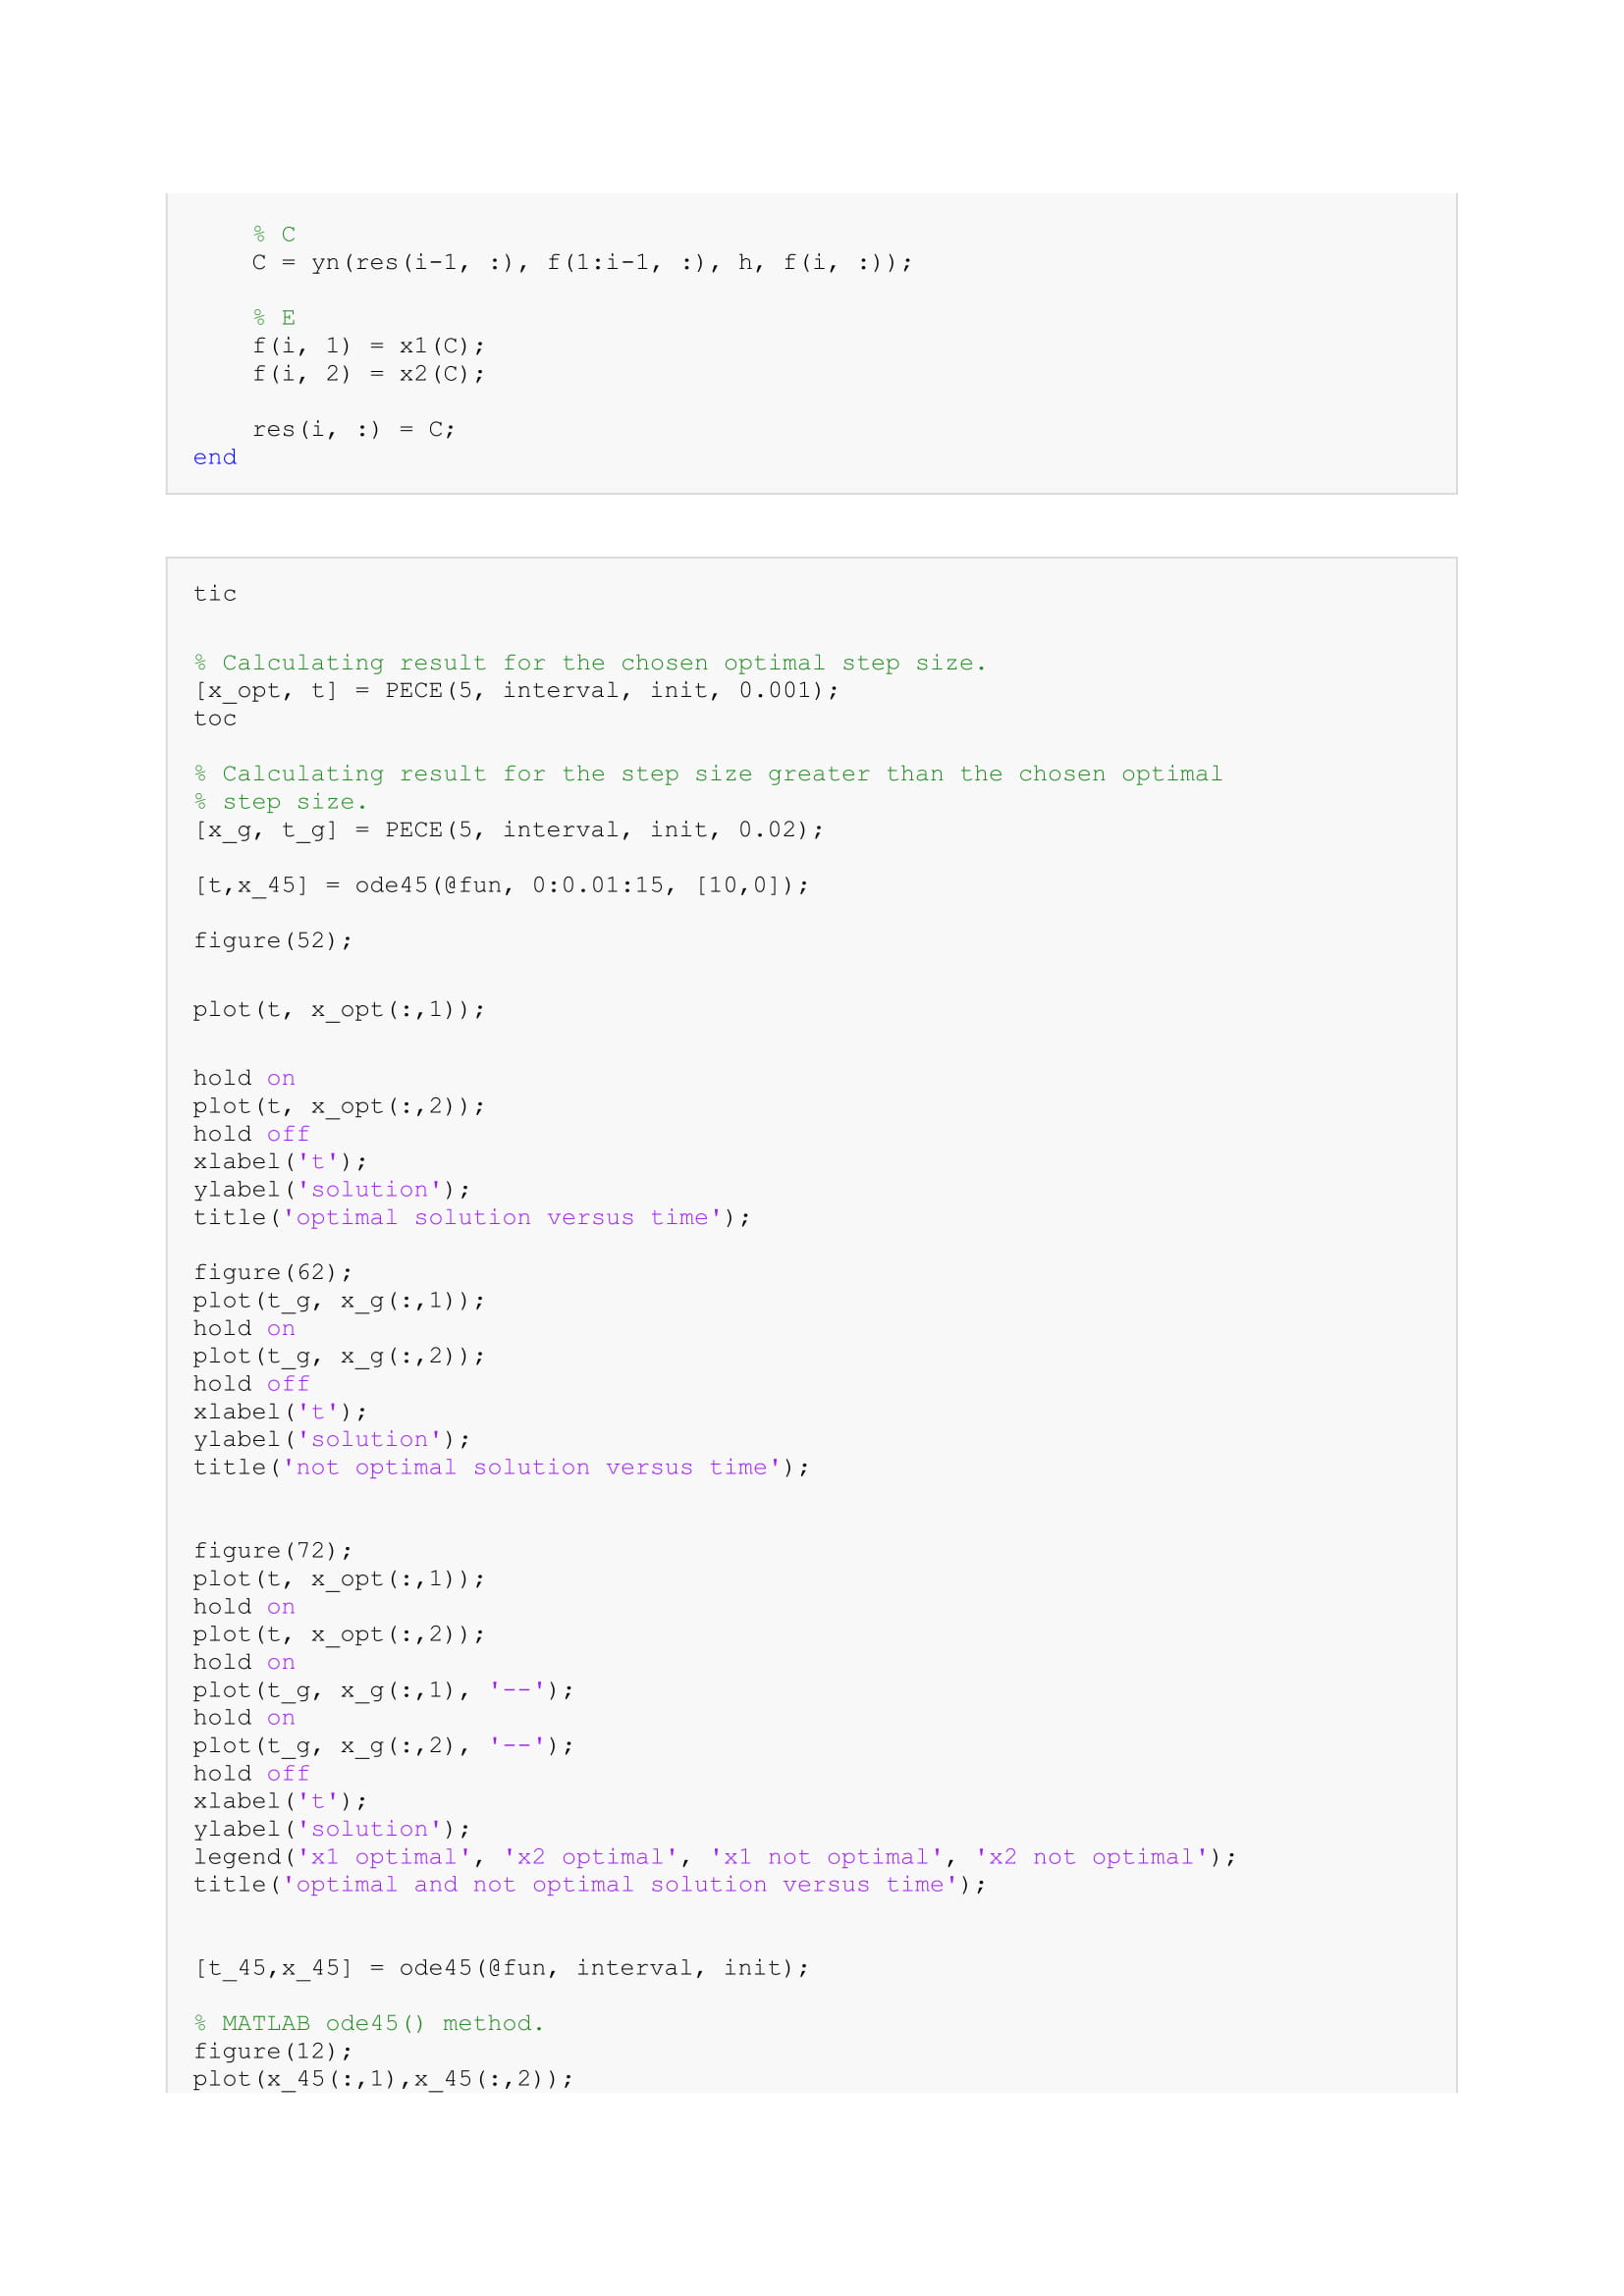 % C
C = yn(res(i-1, :), f(1:i-1, :), h, f(i, :));
% E
f(i, 1) = x1(C);
f(i, 2) = x2(C);
res(i, :) = C;
end
tic
% Calculating result for the chosen optimal step size.
[x_opt, t] = PECE(5, interval, init, 0.001);
toc
% Calculating result for the step size greater than the chosen optimal
% step size.
[x_g, t_g] = PECE(5, interval, init, 0.02);
[t,x_45] = ode45(@fun, 0:0.01:15, [10,0]);
figure(52);
plot(t, x_opt(:,1));
hold on
plot(t, x_opt(:,2));
hold off
xlabel('t');
ylabel('solution');
title('optimal solution versus time');
figure(62);
plot(t_g, x_g(:,1));
hold on
plot(t_g, x_g(:,2));
hold off
xlabel('t');
ylabel('solution');
title('not optimal solution versus time');
figure(72);
plot(t, x_opt(:,1));
hold on
plot(t, x_opt(:,2));
hold on
plot(t_g, x_g(:,1), '--');
hold on
plot(t_g, x_g(:,2), '--');
hold off
xlabel('t');
ylabel('solution');
legend('x1 optimal', 'x2 optimal', 'x1 not optimal', 'x2 not optimal');
title('optimal and not optimal solution versus time');
[t_45,x_45] = ode45(@fun, interval, init);
% MATLAB ode45() method.
figure(12);
plot(x_45(:,1),x_45(:,2));